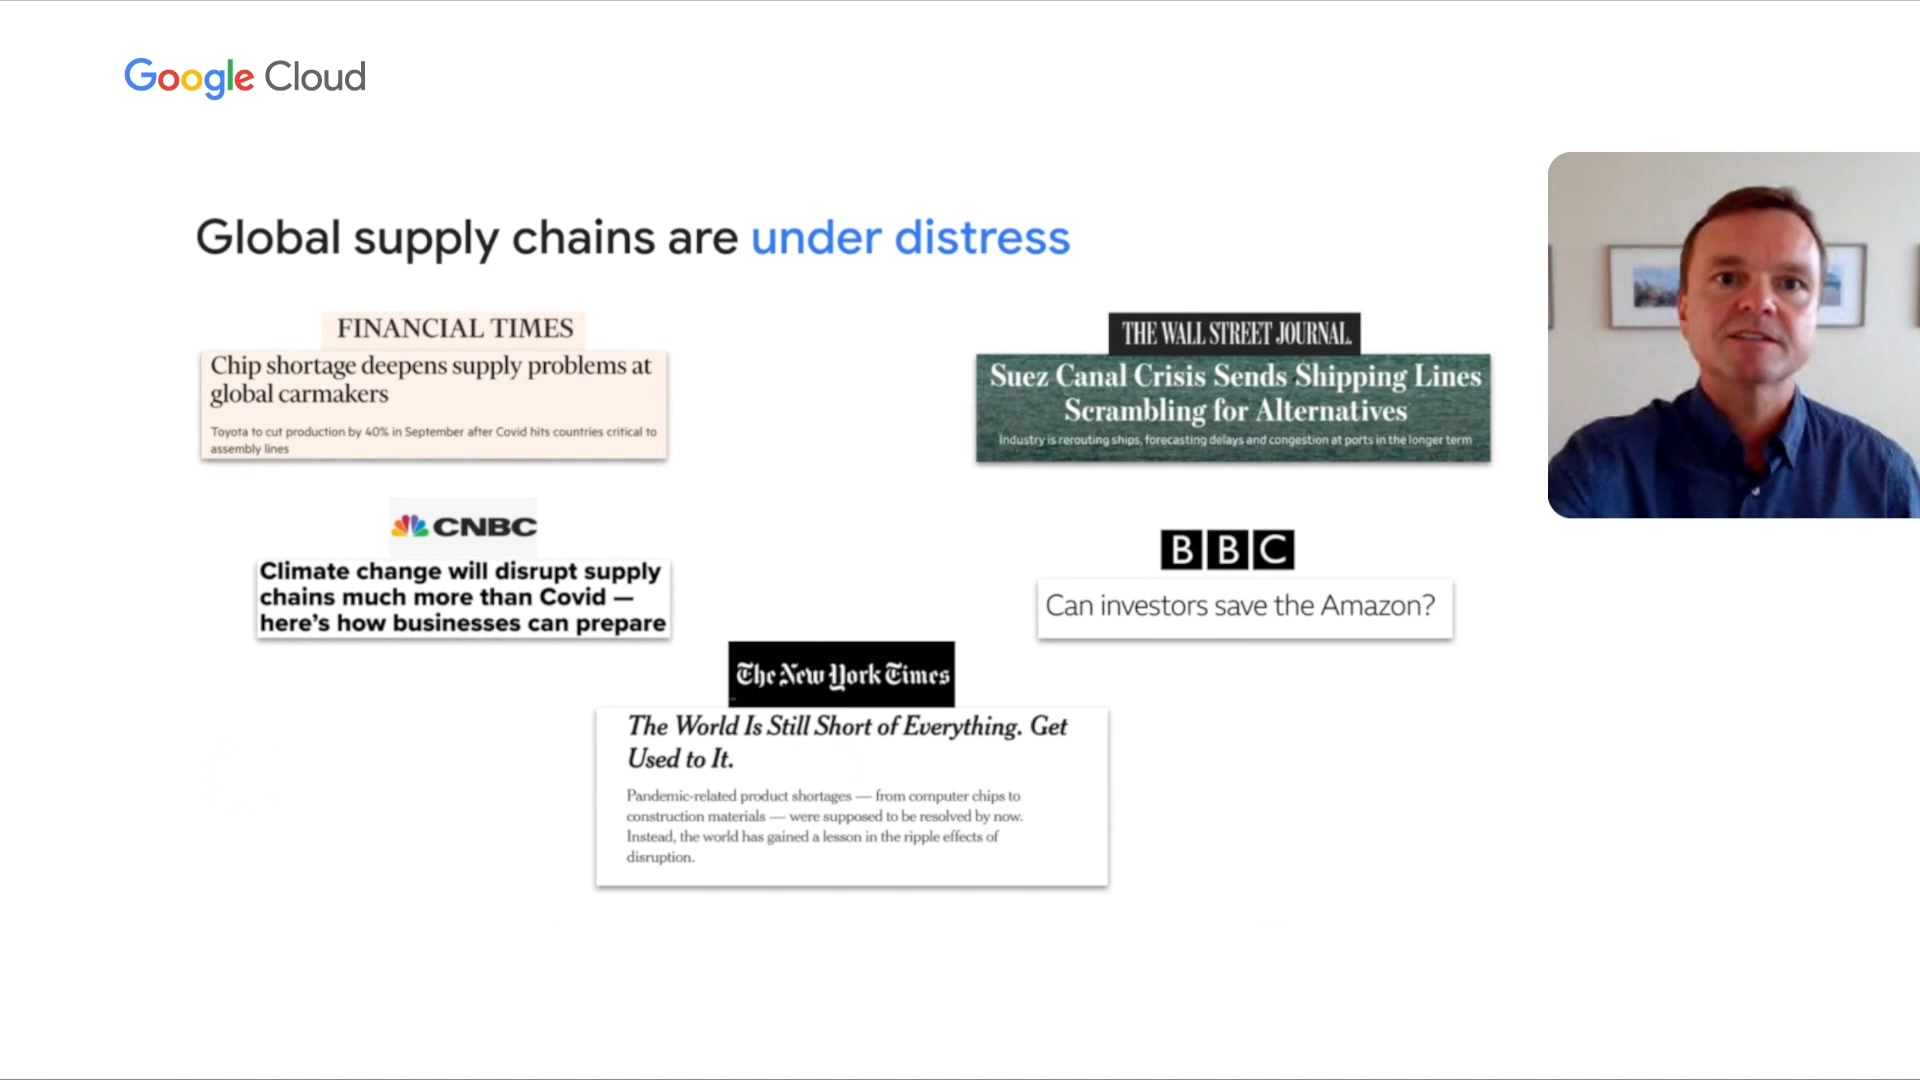 Google Cloud
Global supply chains are under distress
FINANCIAL TIMES
Chip shortage deepens supply problems at
global carmakers
Toyota to cut production by 40% in September after Covid hits countries critical to
assembly lines
THE WALL STREET JOURNAL.
Suez Canal Crisis Sends Shipping Lines
Scrambling for Alternatives
Industry is rerouting ships, forecasting delays and congestion at ports in the longer term
CNBC
Climate change will disrupt supply
chains much more than Covid —
here's how businesses can prepare
BBC
Can investors save the Amazon?
The New York Times
The World Is Still Short of Everything. Get
Used to It.
Pandemic-related product shortages — from computer chips to
construction materials — were supposed to be resolved by now.
Instead, the world has gained a lesson in the ripple effects of
disruption.